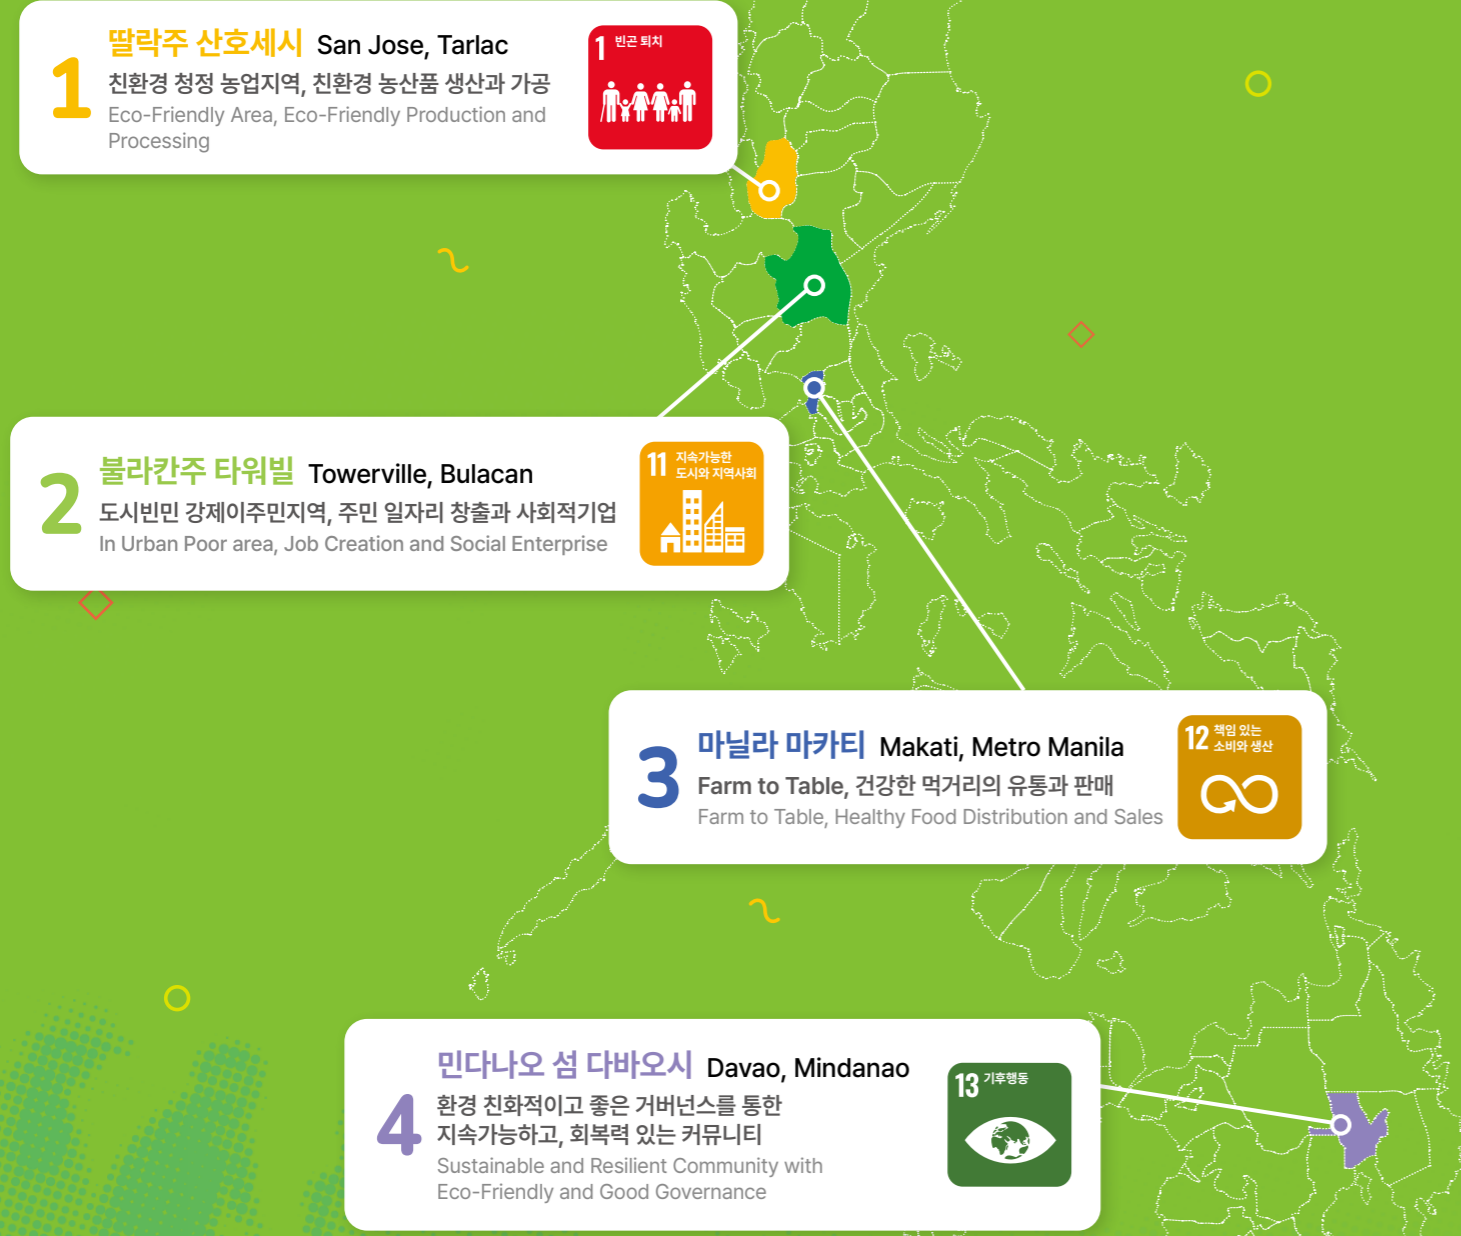 1
딸락주 산호세시 San Jose, Tarlac
친환경 청정 농업지역, 친환경 농산품 생산과 가공
Eco-Friendly Area, Eco-Friendly Production and
Processing
1 빈곤 퇴치
2
불라칸주 타워빌 Towerville, Bulacan
도시빈민 강제이주민지역, 주민 일자리 창출과 사회적기업
In Urban Poor area, Job Creation and Social Enterprise
11 지속가능한
도시와 지역사회
3
마닐라 마카티 Makati, Metro Manila
Farm to Table, 건강한 먹거리의 유통과 판매
Farm to Table, Healthy Food Distribution and Sales
12 책임 있는
소비와 생산
4
민다나오 섬 다바오시 Davao, Mindanao
환경 친화적이고 좋은 거버넌스를 통한
지속가능하고, 회복력 있는 커뮤니티
Sustainable and Resilient Community with
Eco-Friendly and Good Governance
13 기후행동